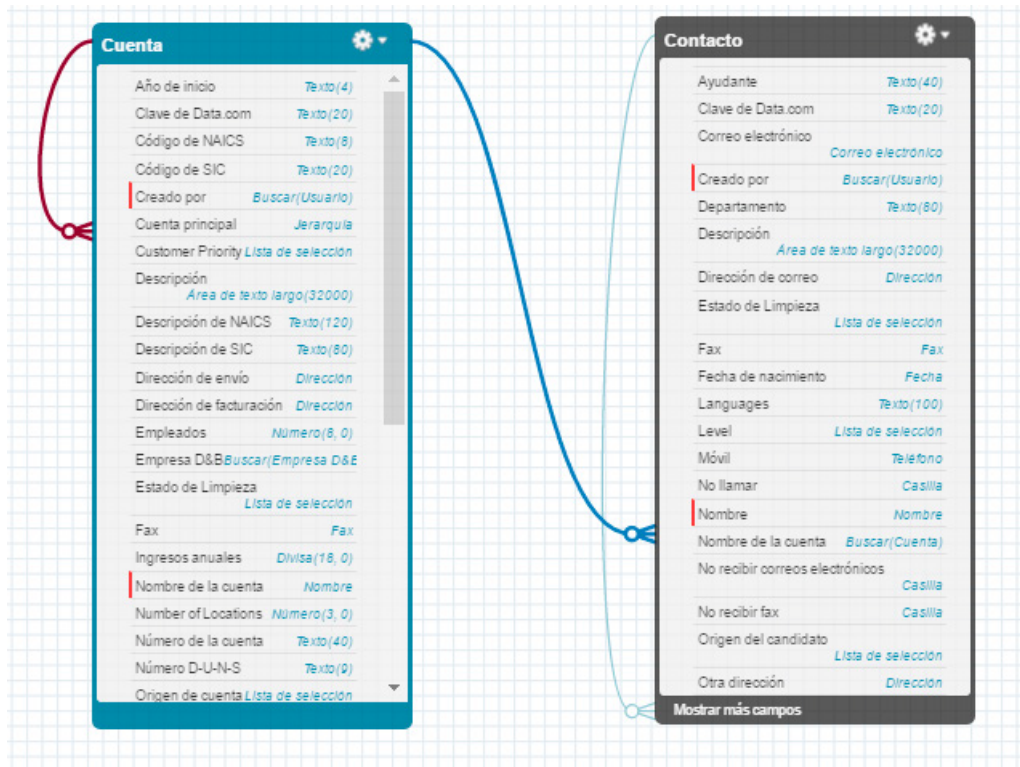 Cuenta
Año de inicio Texto(4)
Clave de Data.com Texto(20)
Código de NAICS Texto(8)
Código de SIC Texto(20)
Creado por Buscar(Usuario)
Cuenta principal Jerarquía
Customer Priority Lista de selección
Descripción
Área de texto largo(32000)
Descripción de NAICS Texto(120)
Descripción de SIC Texto(80)
Dirección de envío Dirección
Dirección de facturación Dirección
Empleados Número(8, 0)
Empresa D&B Buscar(Empresa D&B
Estado de Limpieza
Lista de selección
Fax Fax
Ingresos anuales Divisa(18, 0)
Nombre de la cuenta Nombre
Number of Locations Número(3, 0)
Número de la cuenta Texto(40)
Número D-U-N-S Texto(9)
Origen de cuenta Lista de selección
Contacto
Ayudante Texto(40)
Clave de Data.com Texto(20)
Correo electrónico
Correo electrónico
Creado por Buscar(Usuario)
Departamento Texto(80)
Descripción
Área de texto largo(32000)
Dirección de correo Dirección
Estado de Limpieza
Lista de selección
Fax Fax
Fecha de nacimiento Fecha
Languages Texto(100)
Level Lista de selección
Móvil Teléfono
No llamar Casilla
Nombre Nombre
Nombre de la cuenta Buscar(Cuenta)
No recibir correos electrónicos
Casilla
No recibir fax Casilla
Origen del candidato
Lista de selección
Otra dirección Dirección
Mostrar más campos